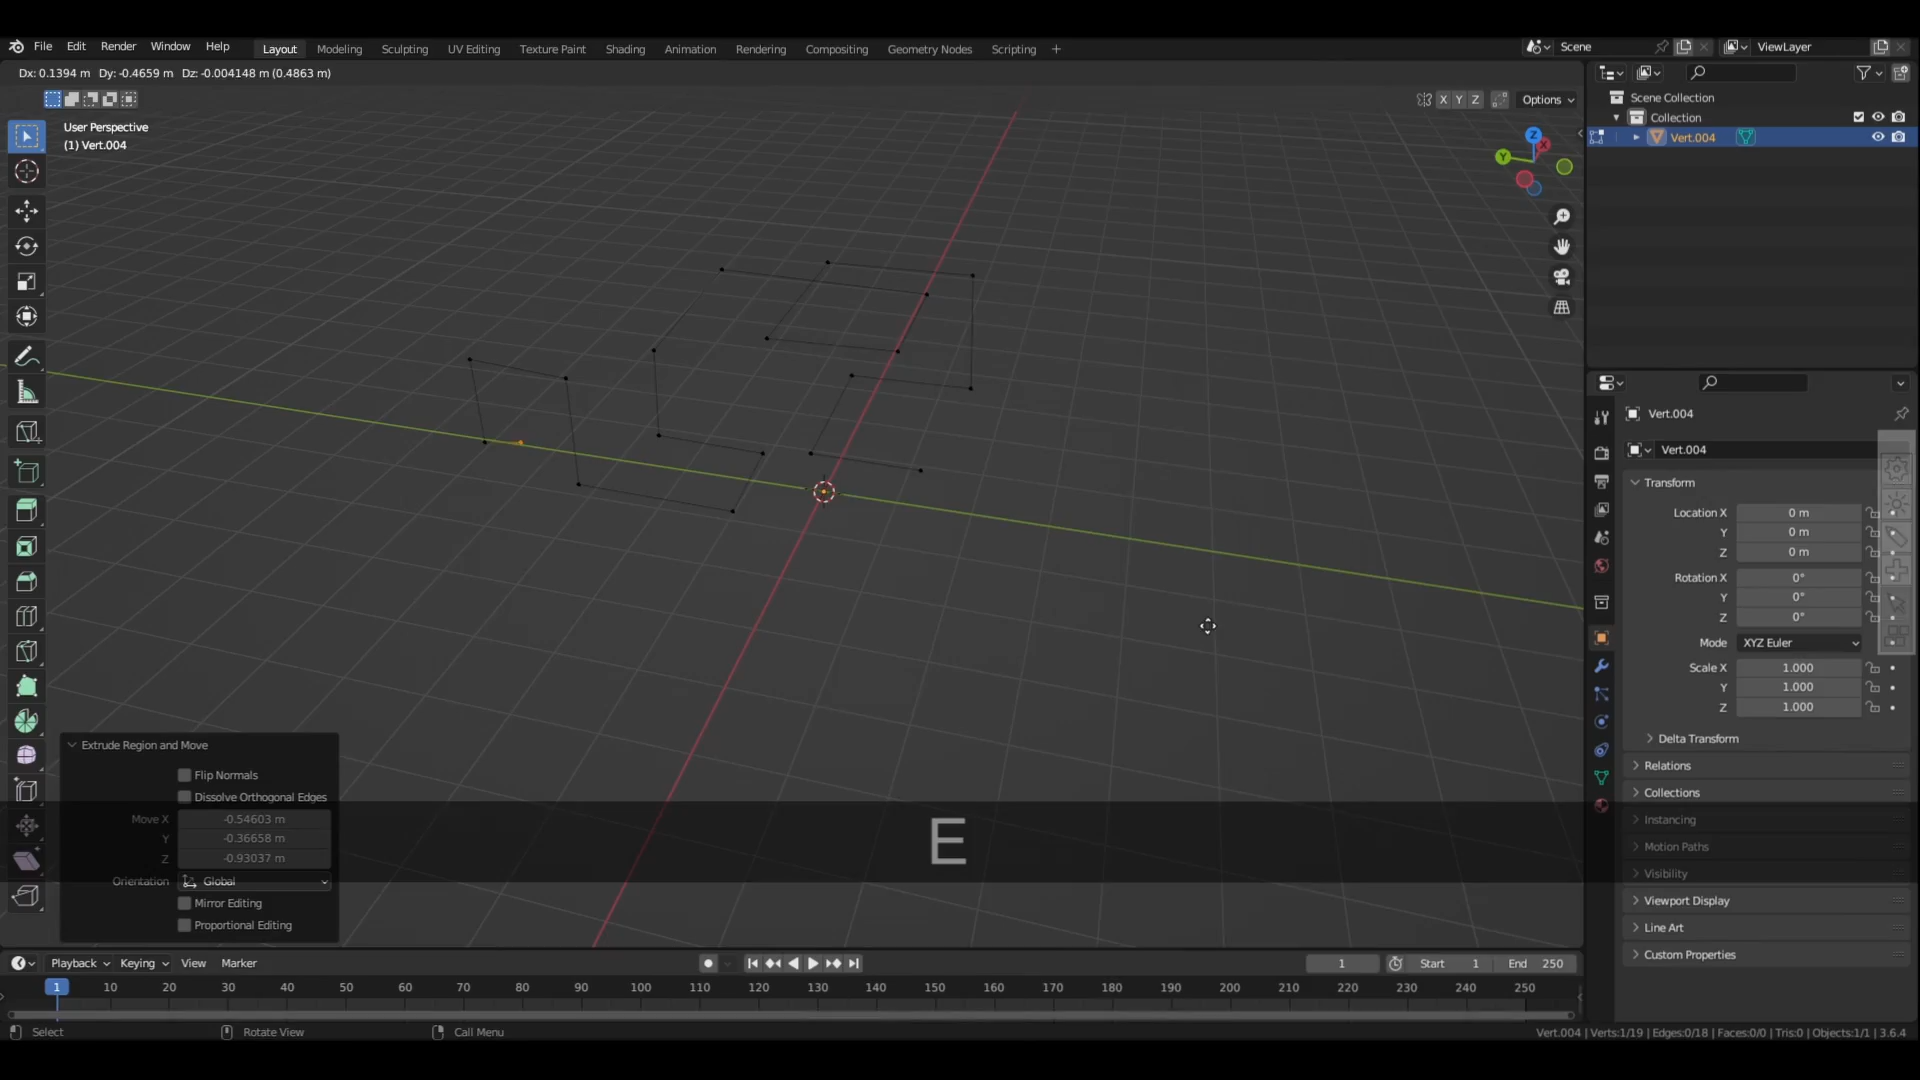 File Edit Render Window Help Layout Modeling Sculpting UV Editing Texture Paint Shading Animation Rendering Compositing Geometry Nodes Scripting + Scene ViewLayer
Dx: 0.1394 m Dy: -0.4659 m Dz: -0.004148 m (0.4863 m)
X Y Z Options
User Perspective
(1) Vert.004
Z
X
Y
Scene Collection
Collection
Vert.004
Vert.004
Vert.004
Transform
Location X 0 m
Y 0 m
Z 0 m
Rotation X 0°
Y 0°
Z 0°
Mode XYZ Euler
Scale X 1.000
Y 1.000
Z 1.000
Delta Transform
Relations
Collections
Instancing
Motion Paths
Visibility
Viewport Display
Line Art
Custom Properties
Extrude Region and Move
Flip Normals
Dissolve Orthogonal Edges
Move X -0.54603 m
Y -0.36658 m
Z -0.93037 m
Orientation Global
Mirror Editing
Proportional Editing
E
Playback Keying View Marker 1 Start 1 End 250
1 10 20 30 40 50 60 70 80 90 100 110 120 130 140 150 160 170 180 190 200 210 220 230 240 250
Select Rotate View Call Menu Vert.004 | Verts:1/19 | Edges:0/18 | Faces:0/0 | Tris:0 | Objects:1/1 | 3.6.4